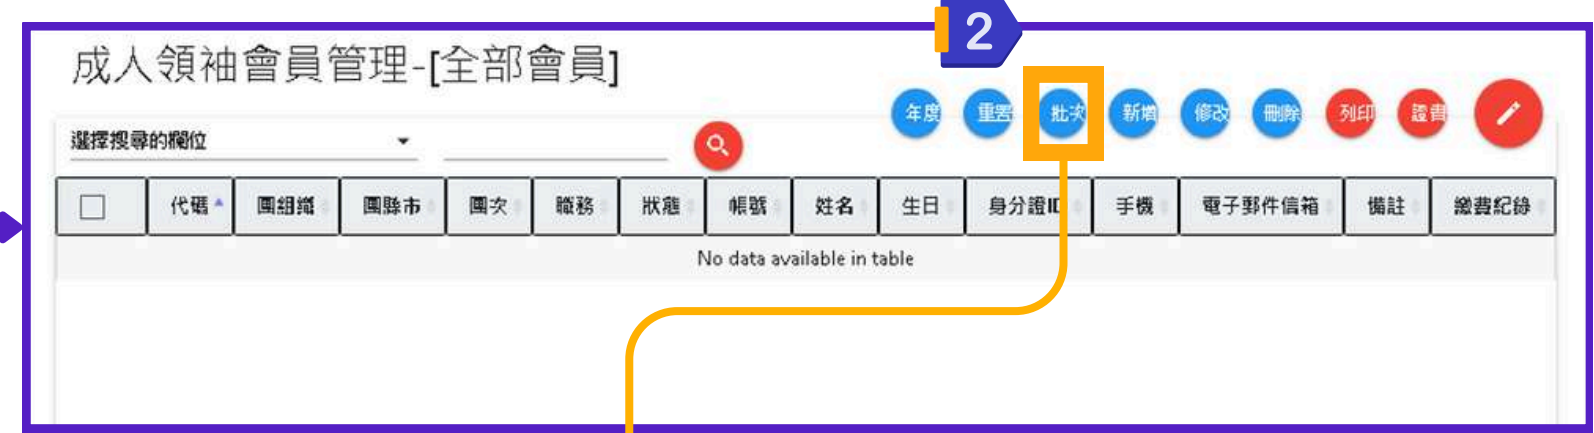 2
成人領袖會員管理-[全部會員]
年度 重置 批次 新增 修改 刪除 列印 證書
選擇搜尋的欄位
代碼 團組織 團縣市 團次 職務 狀態 帳號 姓名 生日 身分證ID 手機 電子郵件信箱 備註 繳費紀錄
No data available in table